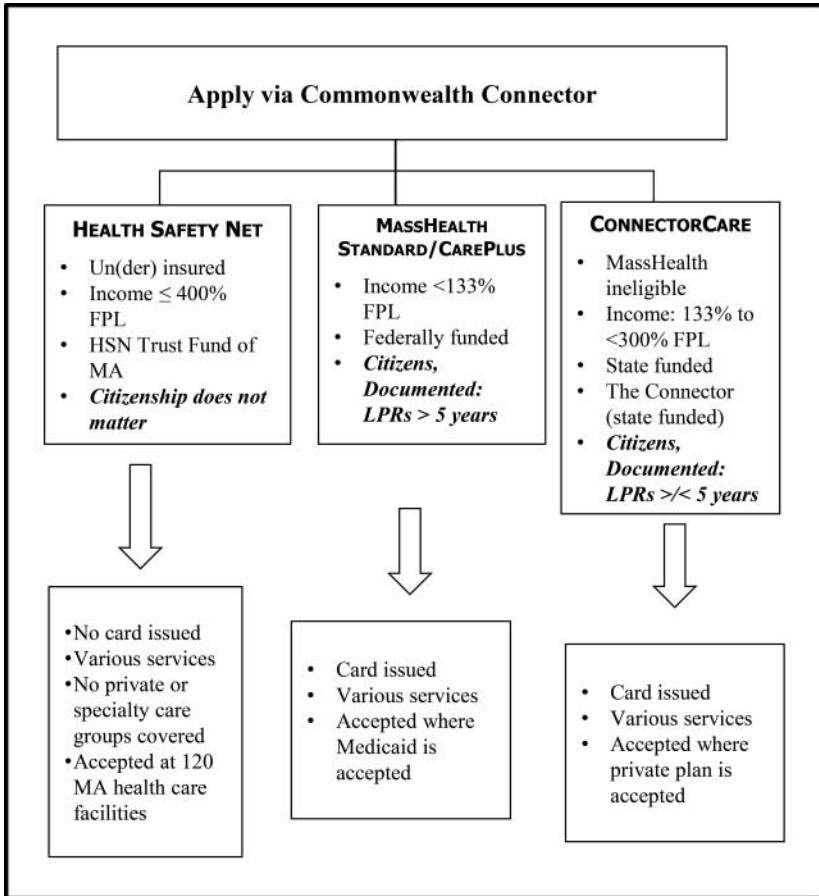 Apply via Commonwealth Connector
HEALTH SAFETY NET
• Un(der) insured
• Income ≤ 400%
FPL
• HSN Trust Fund of
MA
• Citizenship does not
matter
MASSHEALTH
STANDARD/CAREPLUS
• Income <133%
FPL
• Federally funded
• Citizens,
Documented:
LPRs > 5 years
CONNECTORCARE
• MassHealth
ineligible
• Income: 133% to
<300% FPL
• State funded
• The Connector
(state funded)
• Citizens,
Documented:
LPRs >/< 5 years
•No card issued
•Various services
•No private or
specialty care
groups covered
•Accepted at 120
MA health care
facilities
• Card issued
• Various services
• Accepted where
Medicaid is
accepted
• Card issued
• Various services
• Accepted where
private plan is
accepted